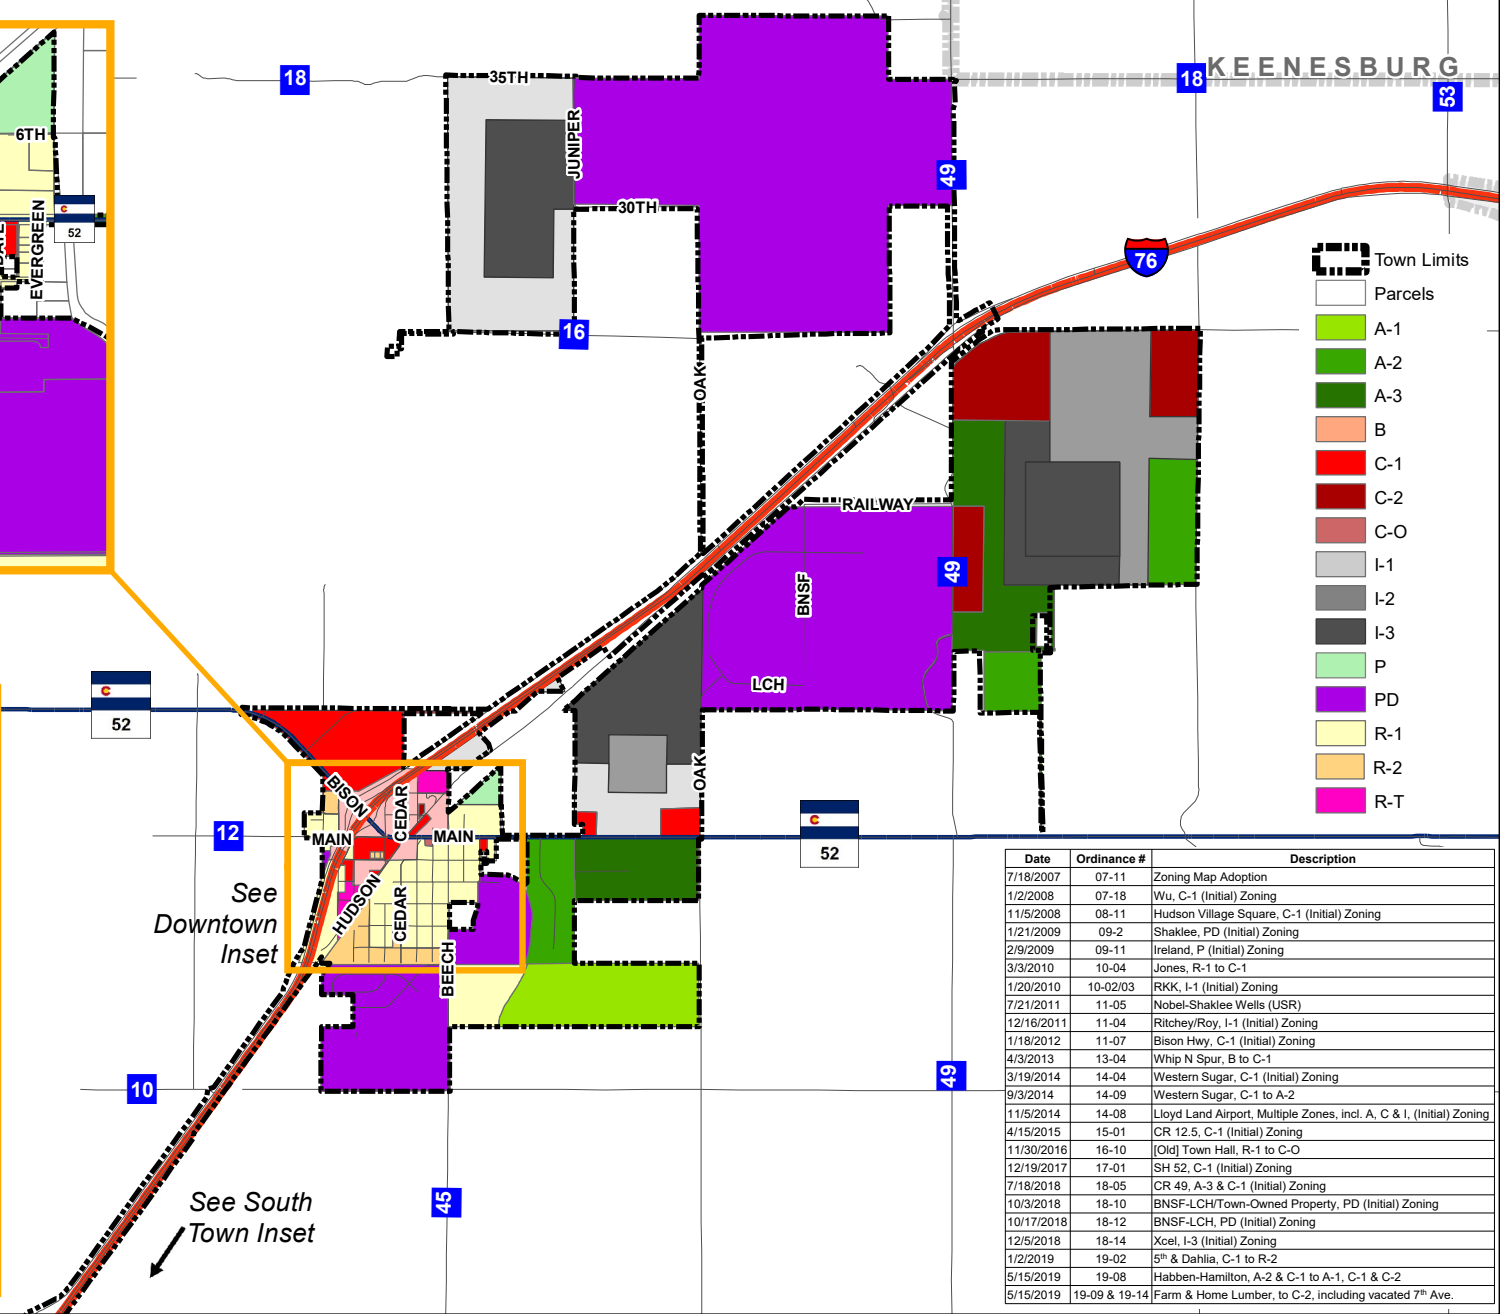 KEENESBURG
18
35TH
18
53
6TH
JUNIPER
49
30TH
52
EVERGREEN
76
16
OAK
Town Limits
Parcels
A-1
A-2
A-3
B
C-1
C-2
C-O
I-1
I-2
I-3
P
PD
R-1
R-2
R-T
RAILWAY
49
BNSF
LCH
52
OAK
BISON
CEDAR
12
MAIN
MAIN
52
See
Downtown
Inset
HUDSON
CEDAR
BEECH
10
49
45
See South
Town Inset
Date Ordinance # Description
7/18/2007 07-11 Zoning Map Adoption
1/2/2008 07-18 Wu, C-1 (Initial) Zoning
11/5/2008 08-11 Hudson Village Square, C-1 (Initial) Zoning
1/21/2009 09-2 Shaklee, PD (Initial) Zoning
2/9/2009 09-11 Ireland, P (Initial) Zoning
3/3/2010 10-04 Jones, R-1 to C-1
1/20/2010 10-02/03 RKK, I-1 (Initial) Zoning
7/21/2011 11-05 Nobel-Shaklee Wells (USR)
12/16/2011 11-04 Ritchey/Roy, I-1 (Initial) Zoning
1/18/2012 11-07 Bison Hwy, C-1 (Initial) Zoning
4/3/2013 13-04 Whip N Spur, B to C-1
3/19/2014 14-04 Western Sugar, C-1 (Initial) Zoning
9/3/2014 14-09 Western Sugar, C-1 to A-2
11/5/2014 14-08 Lloyd Land Airport, Multiple Zones, incl. A, C & I, (Initial) Zoning
4/15/2015 15-01 CR 12.5, C-1 (Initial) Zoning
11/30/2016 16-10 [Old] Town Hall, R-1 to C-O
12/19/2017 17-01 SH 52, C-1 (Initial) Zoning
7/18/2018 18-05 CR 49, A-3 & C-1 (Initial) Zoning
10/3/2018 18-10 BNSF-LCH/Town-Owned Property, PD (Initial) Zoning
10/17/2018 18-12 BNSF-LCH, PD (Initial) Zoning
12/5/2018 18-14 Xcel, I-3 (Initial) Zoning
1/2/2019 19-02 5th & Dahlia, C-1 to R-2
5/15/2019 19-08 Habben-Hamilton, A-2 & C-1 to A-1, C-1 & C-2
5/15/2019 19-09 & 19-14 Farm & Home Lumber, to C-2, including vacated 7th Ave.